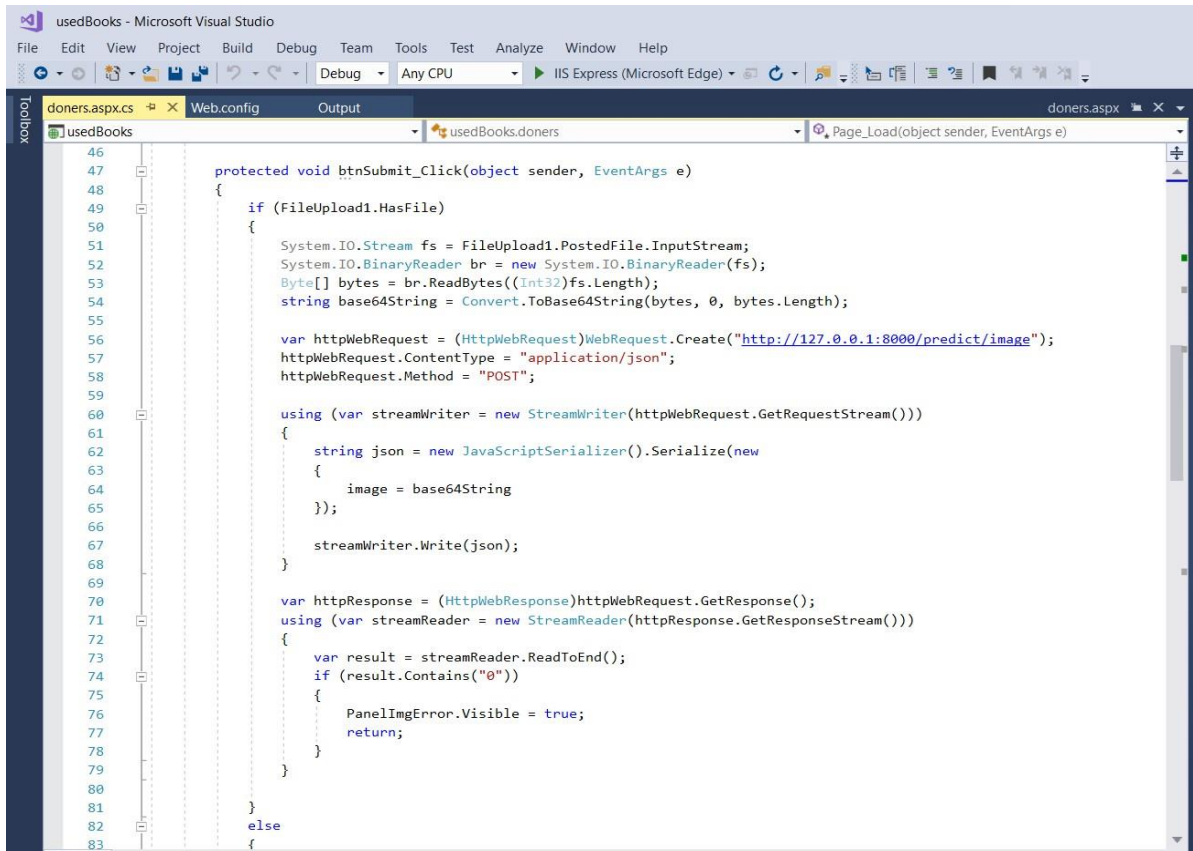 usedBooks - Microsoft Visual Studio
File Edit View Project Build Debug Team Tools Test Analyze Window Help
Debug Any CPU IIS Express (Microsoft Edge)
Toolbox
doners.aspx.cs Web.config Output doners.aspx
usedBooks usedBooks.doners Page_Load(object sender, EventArgs e)
46
47 protected void btnSubmit_Click(object sender, EventArgs e)
48 {
49 if (FileUpload1.HasFile)
50 {
51 System.IO.Stream fs = FileUpload1.PostedFile.InputStream;
52 System.IO.BinaryReader br = new System.IO.BinaryReader(fs);
53 Byte[] bytes = br.ReadBytes((Int32)fs.Length);
54 string base64String = Convert.ToBase64String(bytes, 0, bytes.Length);
55
56 var httpWebRequest = (HttpWebRequest)WebRequest.Create("http://127.0.0.1:8000/predict/image");
57 httpWebRequest.ContentType = "application/json";
58 httpWebRequest.Method = "POST";
59
60 using (var streamWriter = new StreamWriter(httpWebRequest.GetRequestStream()))
61 {
62 string json = new JavaScriptSerializer().Serialize(new
63 {
64 image = base64String
65 });
66
67 streamWriter.Write(json);
68 }
69
70 var httpResponse = (HttpWebResponse)httpWebRequest.GetResponse();
71 using (var streamReader = new StreamReader(httpResponse.GetResponseStream()))
72 {
73 var result = streamReader.ReadToEnd();
74 if (result.Contains("0"))
75 {
76 PanelImgError.Visible = true;
77 return;
78 }
79 }
80
81 }
82 else
83 {